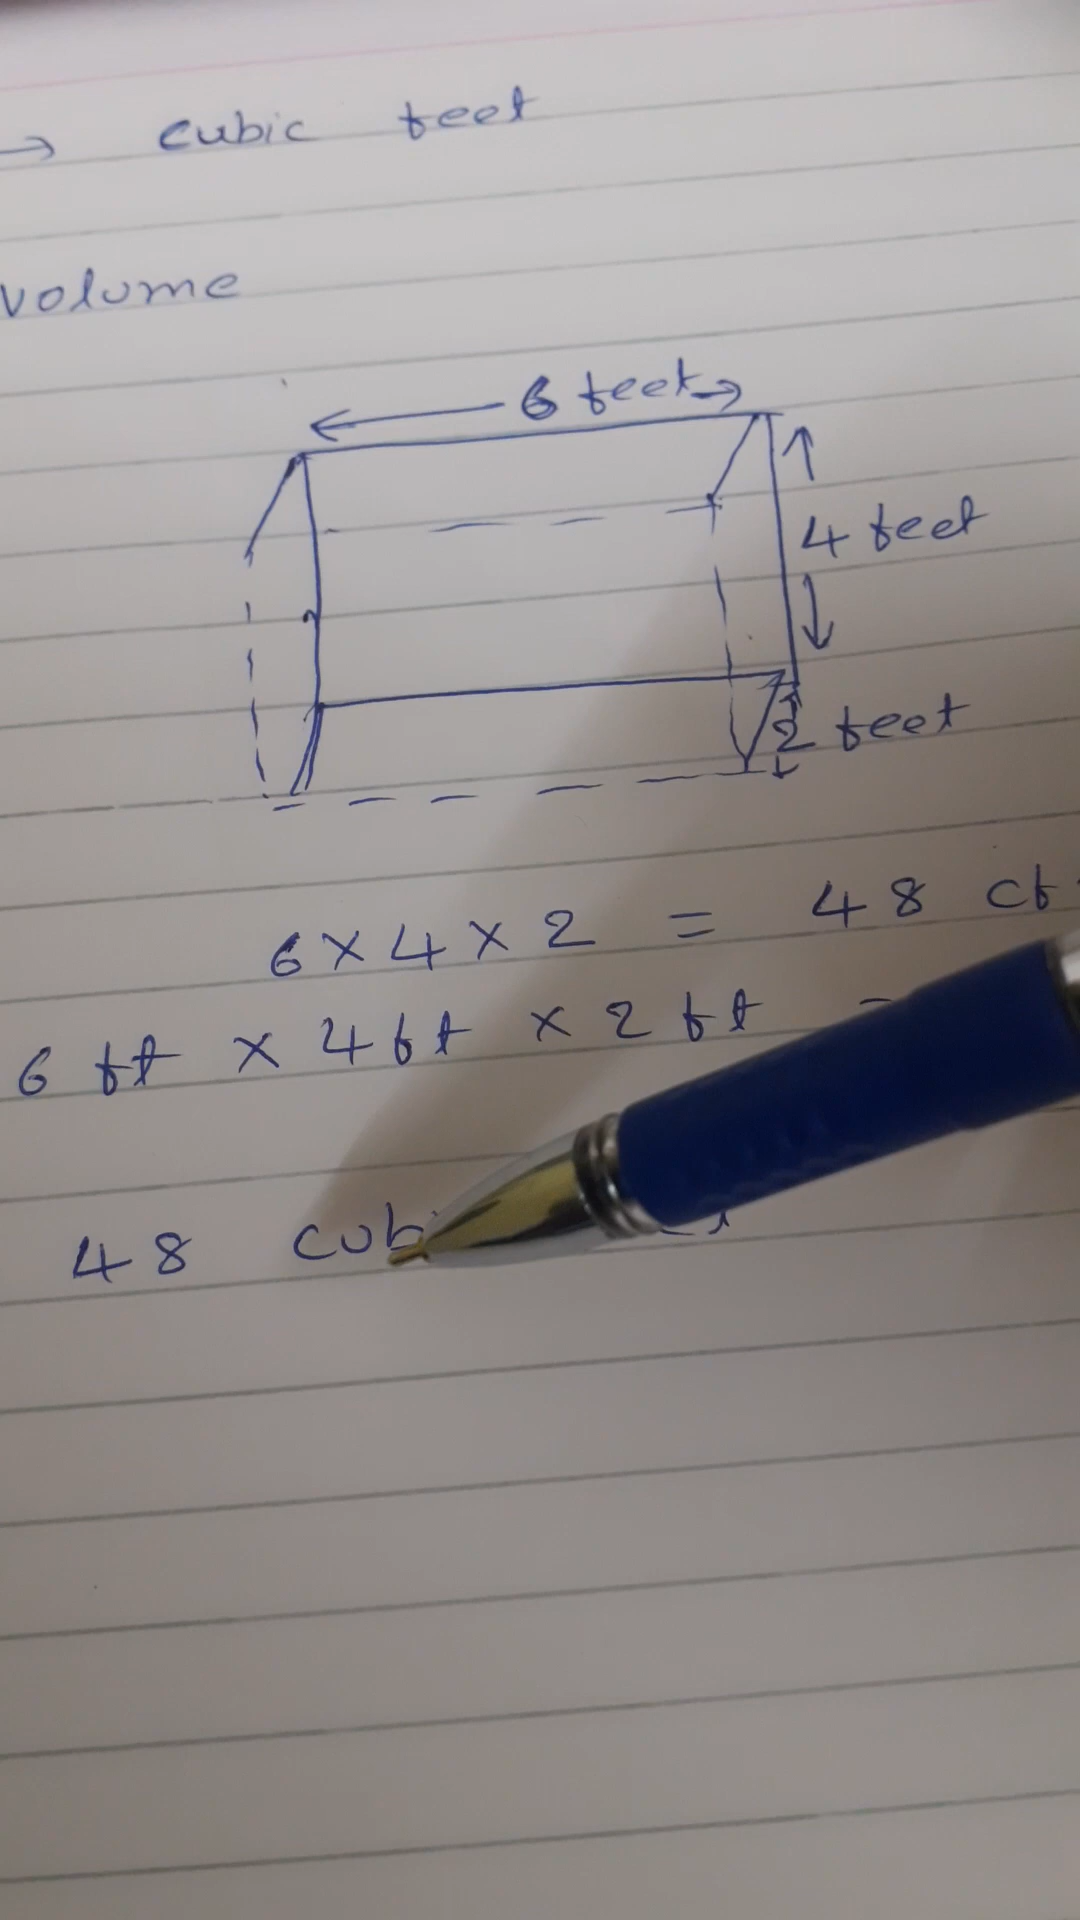 → cubic feet
volume
6 feet
4 feet
2 feet
6 × 4 × 2 = 48
6 ft × 4 ft × 2 ft
48